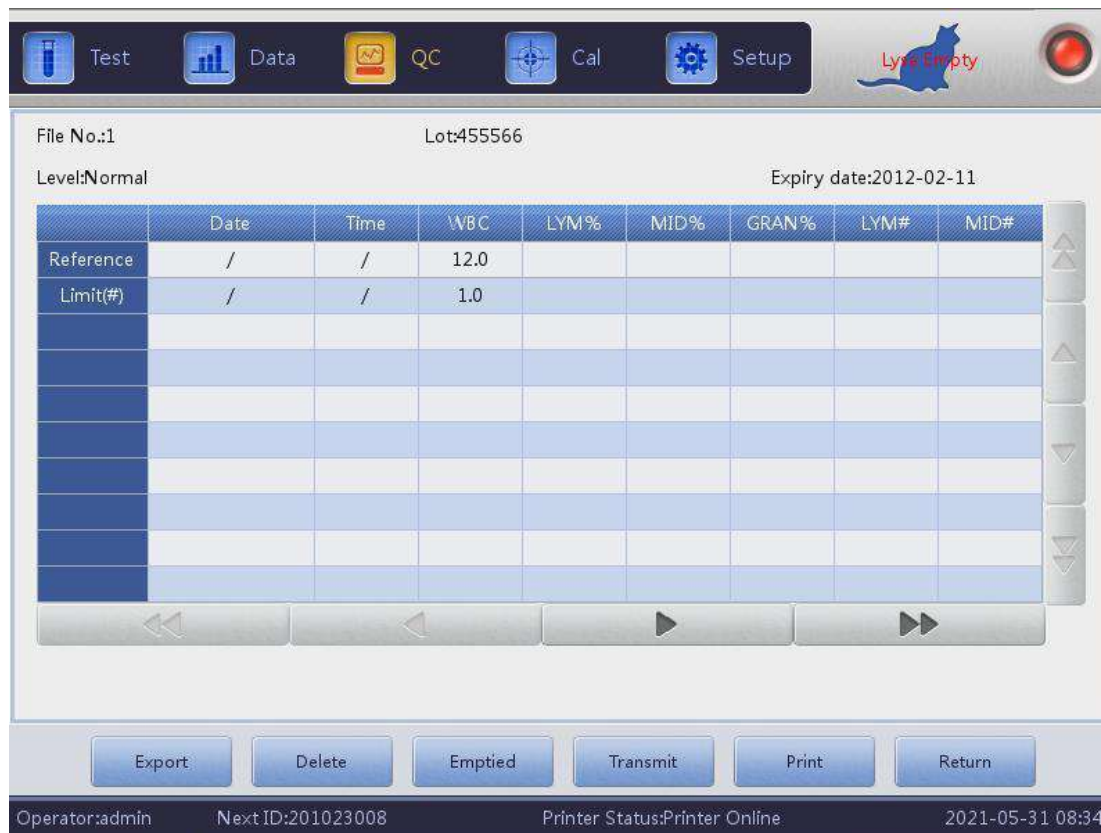 Test Data QC Cal Setup Lyse Empty
File No.:1 Lot:455566
Level:Normal Expiry date:2012-02-11
Date Time WBC LYM% MID% GRAN% LYM# MID#
Reference / / 12.0
Limit(#) / / 1.0
Export Delete Emptied Transmit Print Return
Operator:admin Next ID:201023008 Printer Status:Printer Online 2021-05-31 08:34